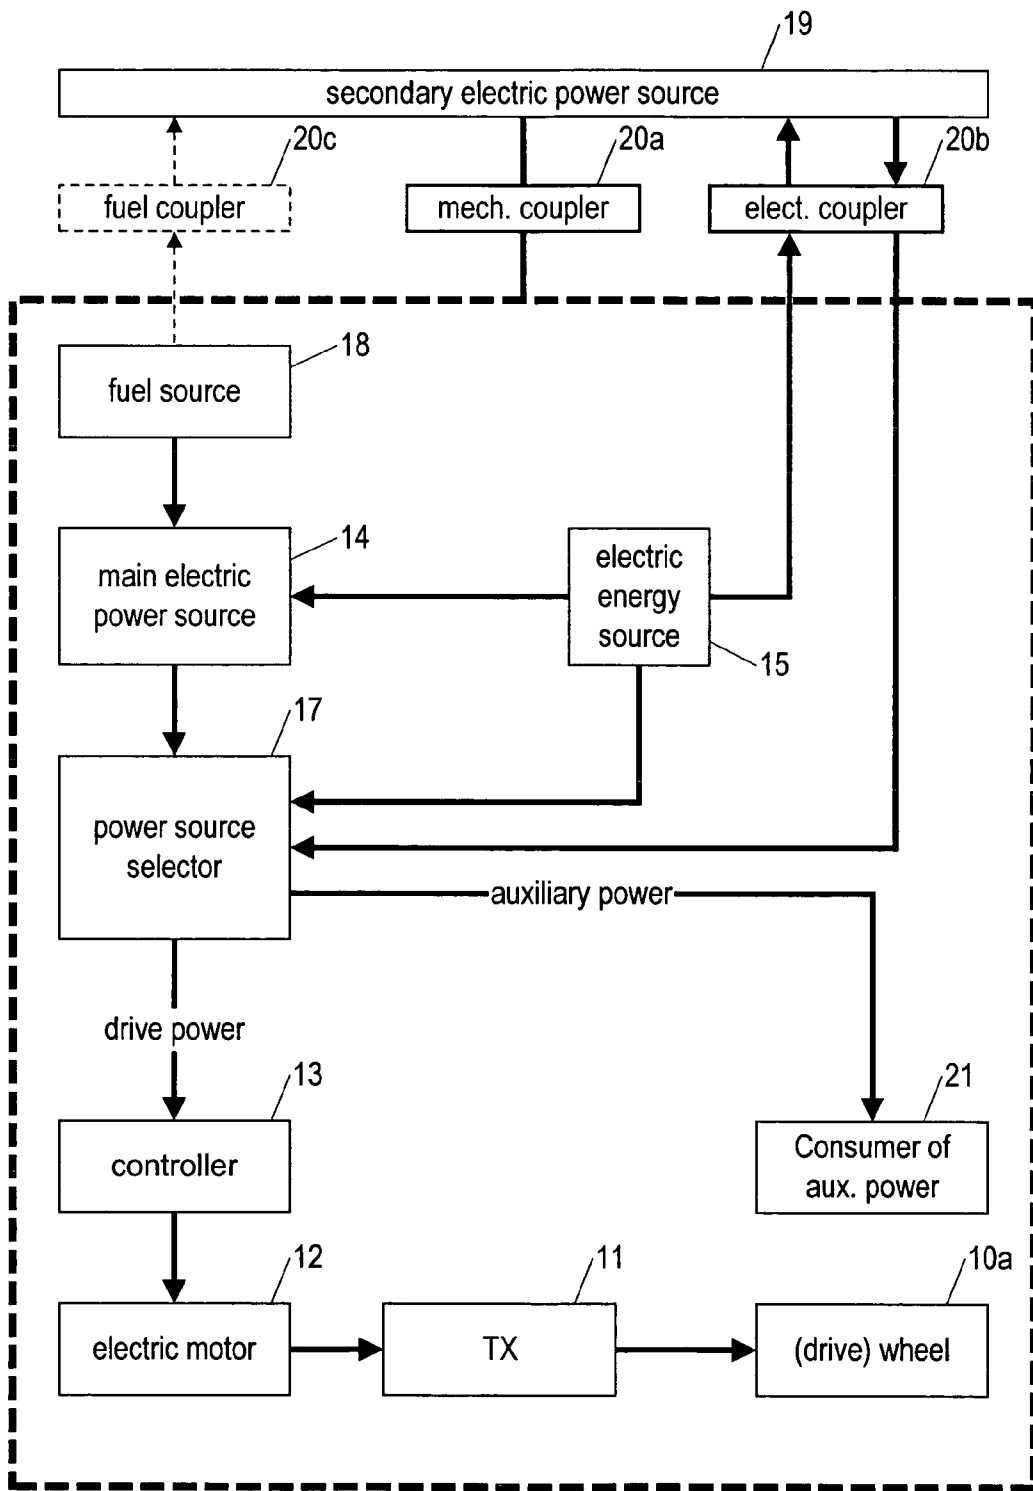 19
secondary electric power source
20c
20a
20b
fuel coupler
mech. coupler
elect. coupler
18
fuel source
14
main electric
power source
electric
energy
source
15
17
power source
selector
auxiliary power
drive power
13
controller
21
Consumer of
aux. power
12
electric motor
11
TX
10a
(drive) wheel